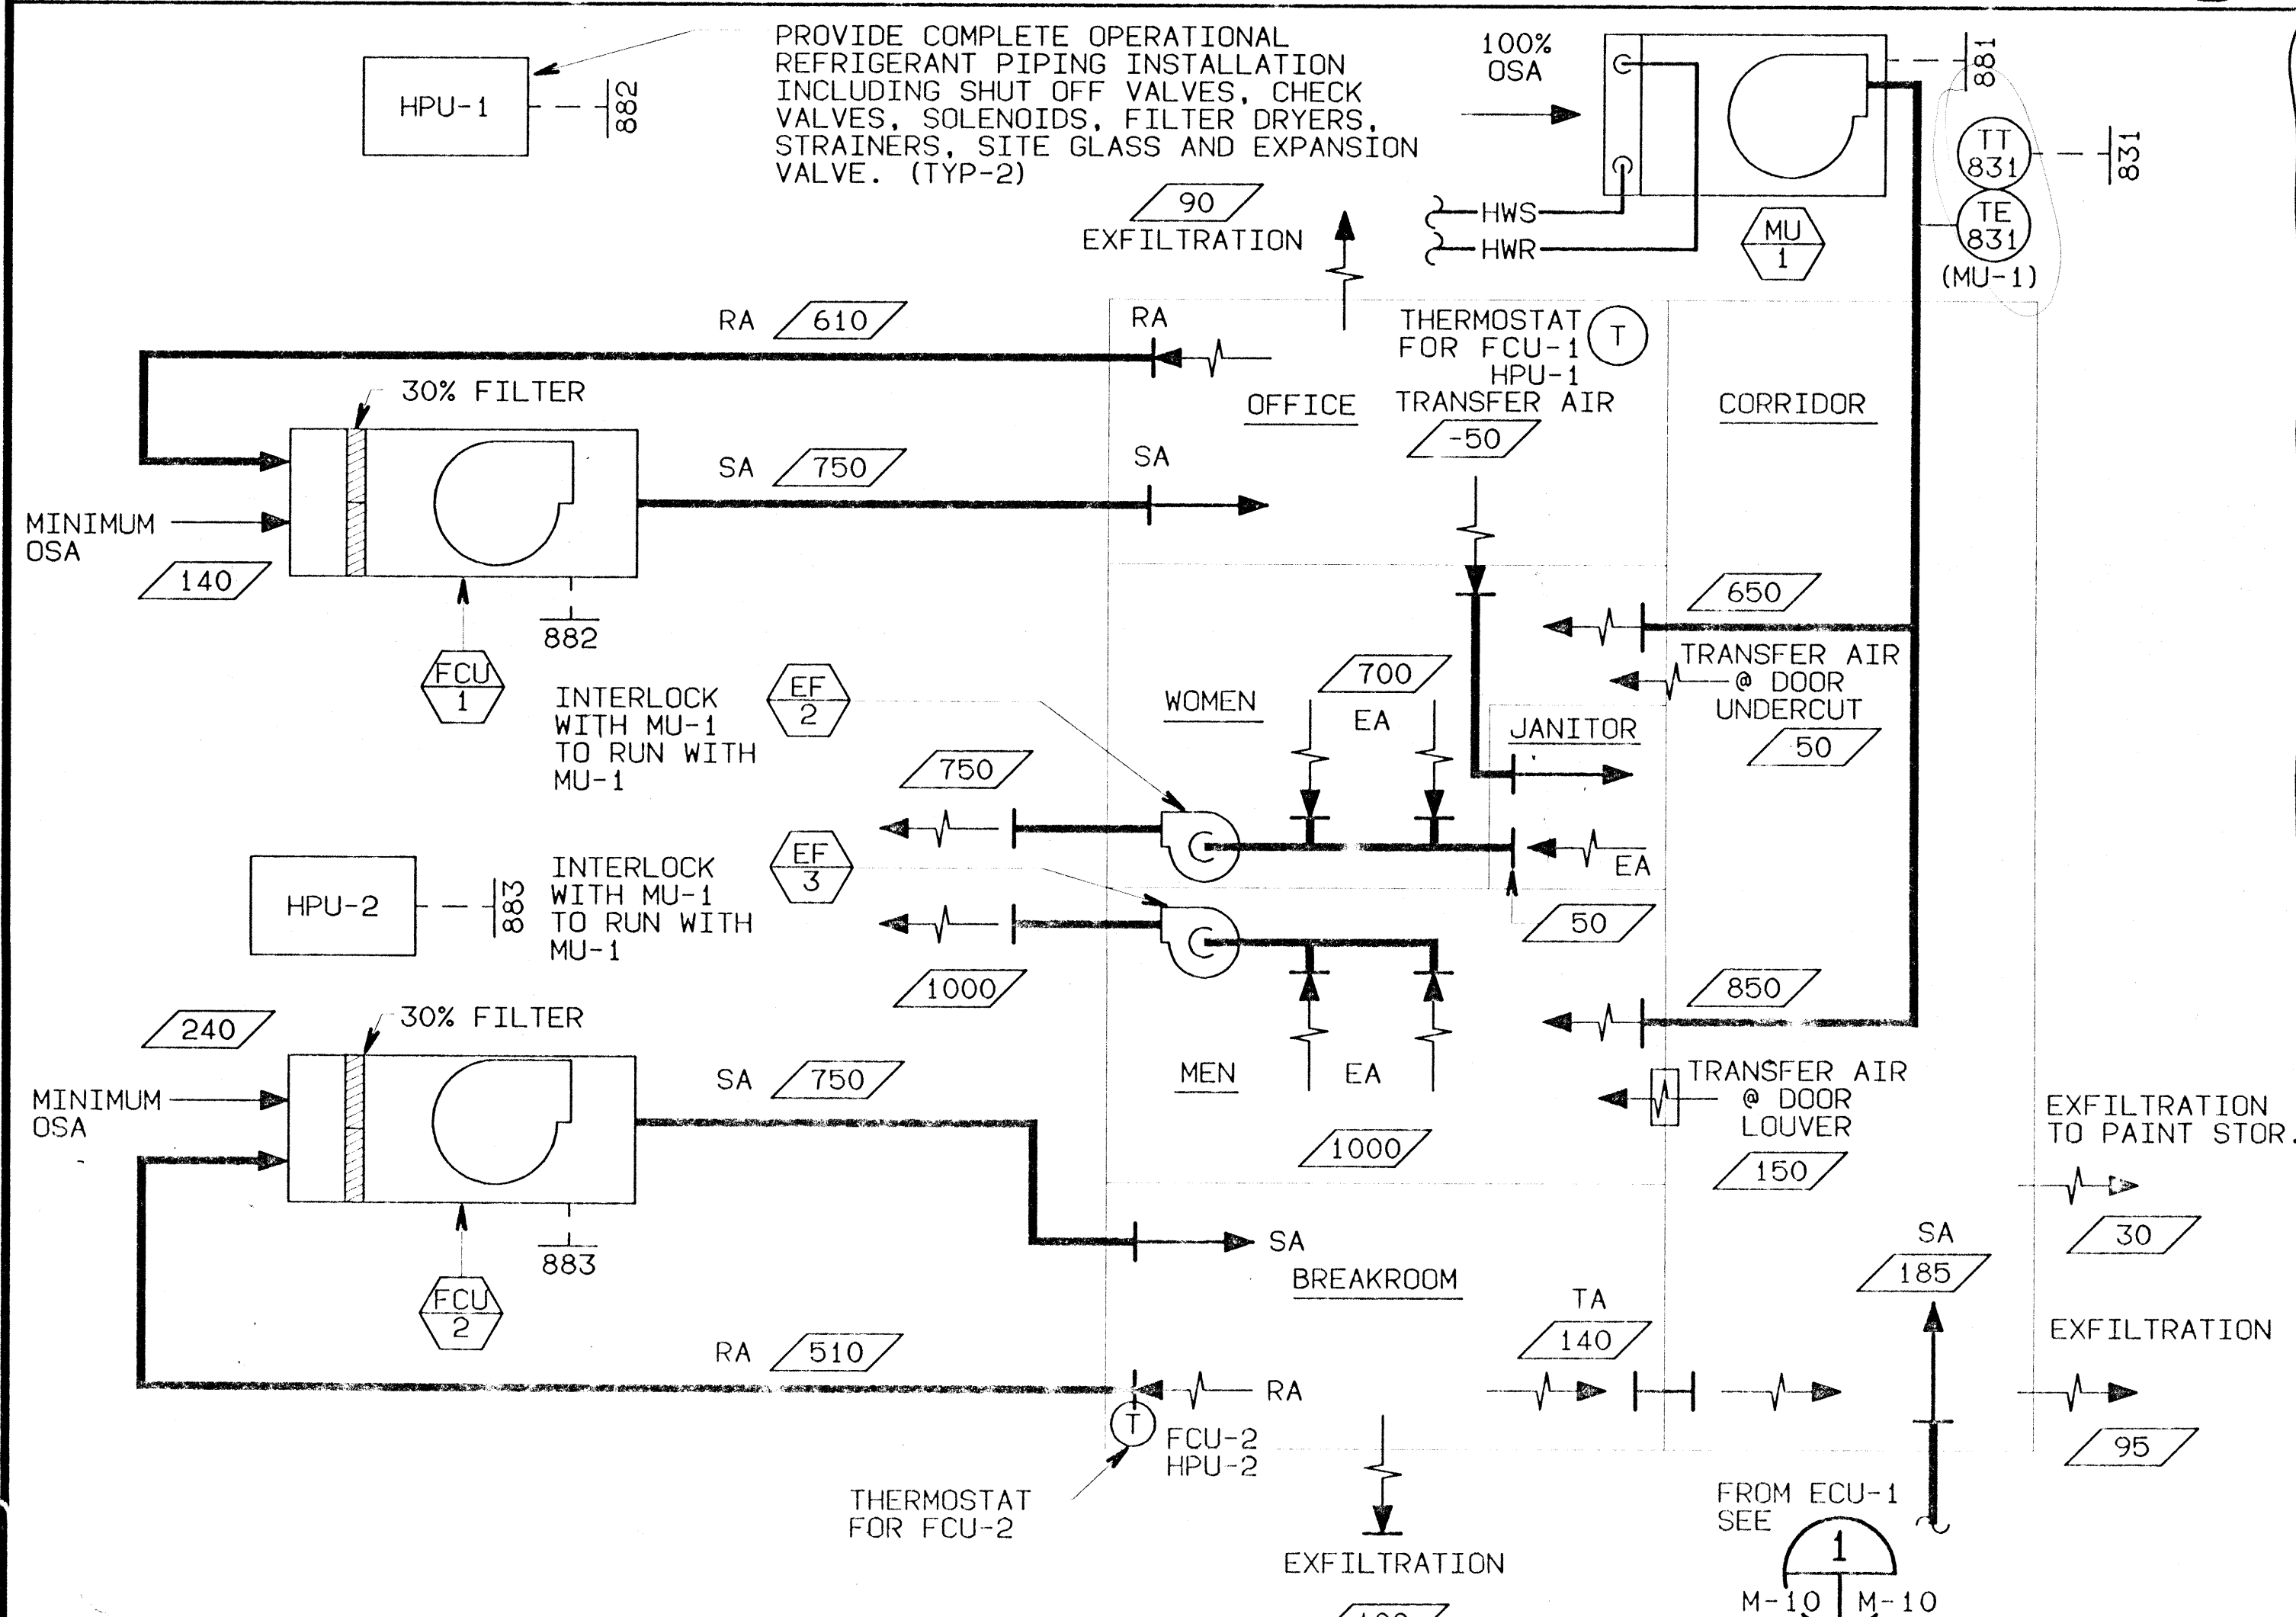 PROVIDE COMPLETE OPERATIONAL
REFRIGERANT PIPING INSTALLATION
INCLUDING SHUT OFF VALVES, CHECK
VALVES, SOLENOIDS, FILTER DRYERS,
STRAINERS, SITE GLASS AND EXPANSION
VALVE. (TYP-2)
HPU-1
882
100%
OSA
881
TT
831
831
TE
831
(MU-1)
HWS
HWR
MU
1
90
EXFILTRATION
RA 610
RA
THERMOSTAT
FOR FCU-1
HPU-1
T
30% FILTER
OFFICE
TRANSFER AIR
-50
CORRIDOR
SA 750
SA
MINIMUM
OSA
140
882
FCU
1
650
TRANSFER AIR
@ DOOR
UNDERCUT
50
INTERLOCK
WITH MU-1
TO RUN WITH
MU-1
EF
2
WOMEN
700
EA
JANITOR
750
EA
50
HPU-2
883
INTERLOCK
WITH MU-1
TO RUN WITH
MU-1
EF
3
1000
850
240
30% FILTER
MINIMUM
OSA
SA 750
MEN
EA
1000
TRANSFER AIR
@ DOOR
LOUVER
150
EXFILTRATION
TO PAINT STOR.
30
883
FCU
2
SA
BREAKROOM
SA
185
TA
140
EXFILTRATION
95
RA 510
RA
T
FCU-2
HPU-2
THERMOSTAT
FOR FCU-2
EXFILTRATION
FROM ECU-1
SEE
1
M-10 M-10